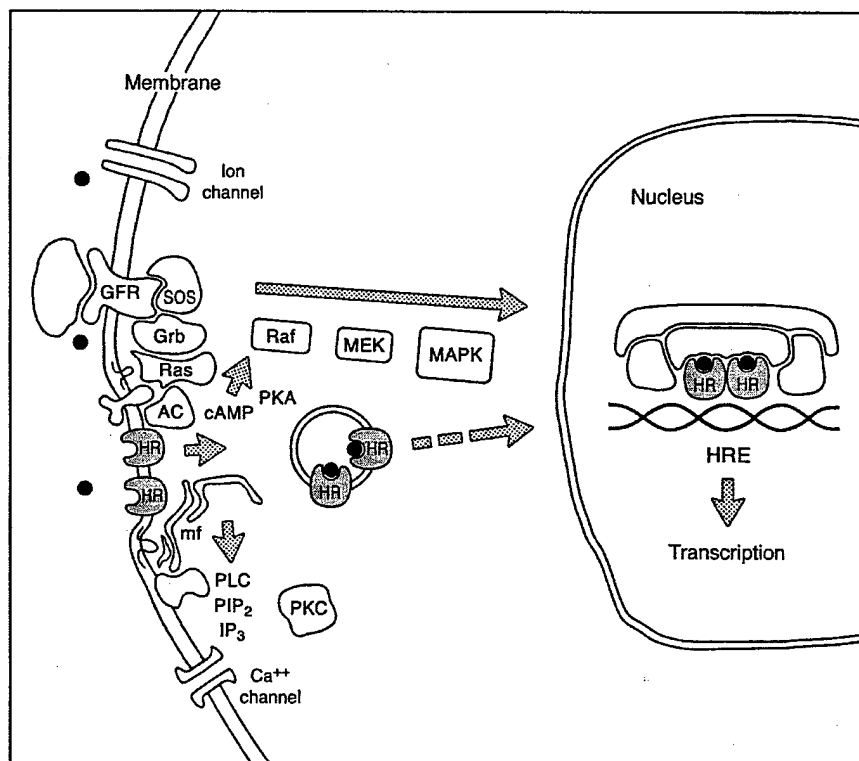 Membrane
Ion
channel
Nucleus
GFR
SOS
Grb
Raf
MEK
MAPK
Ras
PKA
cAMP
AC
HR
HR
HR
HR
HR
HR
mf
HRE
Transcription
PLC
PIP₂
IP₃
PKC
Ca⁺⁺
channel